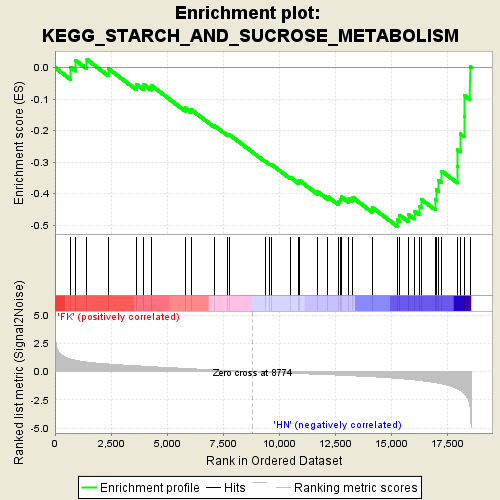 Enrichment plot:
KEGG_STARCH_AND_SUCROSE_METABOLISM
Enrichment score (ES)
0.0
-0.1
-0.2
-0.3
-0.4
-0.5
'FK' (positively correlated)
Ranked list metric (Signal2Noise)
5.0
2.5
0.0
-2.5
-5.0
Zero cross at 8774
'HN' (negatively correlated)
0
2,500
5,000
7,500
10,000
12,500
15,000
17,500
Rank in Ordered Dataset
Enrichment profile
Hits
Ranking metric scores